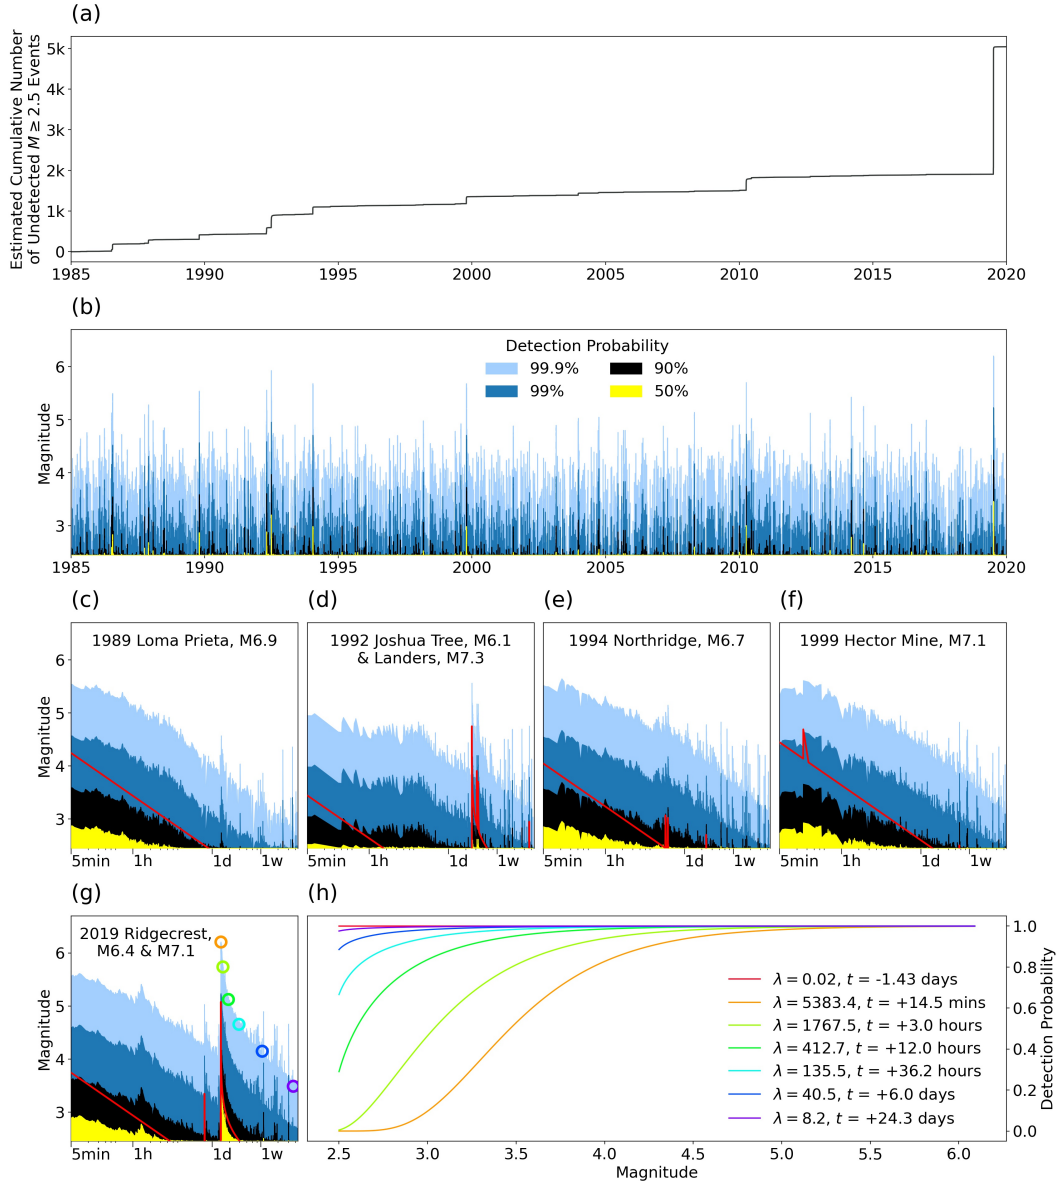 (a)
Estimated Cumulative Number
of Undetected M ≥ 2.5 Events
5k
4k
3k
2k
1k
0
1985 1990 1995 2000 2005 2010 2015 2020
(b)
Magnitude
6
5
4
3
Detection Probability
99.9% 90%
99% 50%
1985 1990 1995 2000 2005 2010 2015 2020
(c) (d) (e) (f)
Magnitude
6
5
4
3
1989 Loma Prieta, M6.9
5min 1h 1d 1w
1992 Joshua Tree, M6.1
& Landers, M7.3
5min 1h 1d 1w
1994 Northridge, M6.7
5min 1h 1d 1w
1999 Hector Mine, M7.1
5min 1h 1d 1w
(g)
Magnitude
6
5
4
3
2019 Ridgecrest,
M6.4 & M7.1
5min 1h 1d 1w
(h)
λ = 0.02, t = -1.43 days
λ = 5383.4, t = +14.5 mins
λ = 1767.5, t = +3.0 hours
λ = 412.7, t = +12.0 hours
λ = 135.5, t = +36.2 hours
λ = 40.5, t = +6.0 days
λ = 8.2, t = +24.3 days
1.0
0.8
0.6
0.4
0.2
0.0
Detection Probability
2.5 3.0 3.5 4.0 4.5 5.0 5.5 6.0
Magnitude